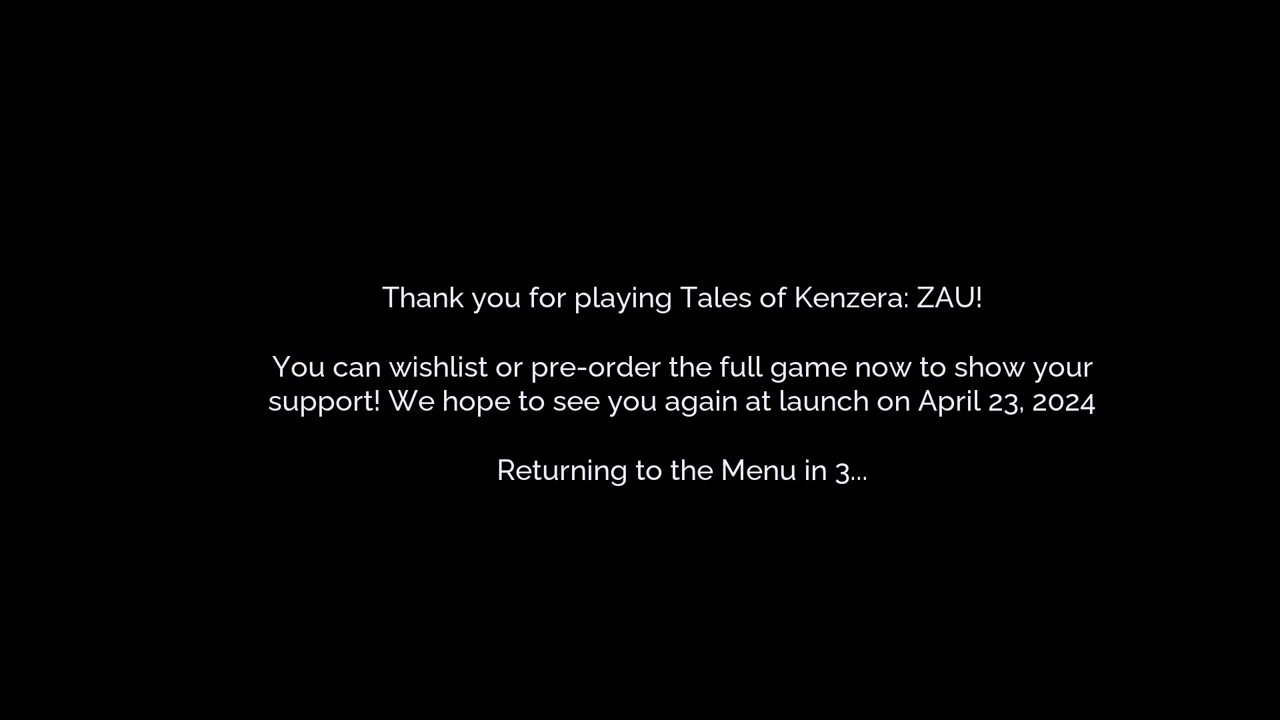 Thank you for playing Tales of Kenzera: ZAU!
You can wishlist or pre-order the full game now to show your
support! We hope to see you again at launch on April 23, 2024
Returning to the Menu in 3...